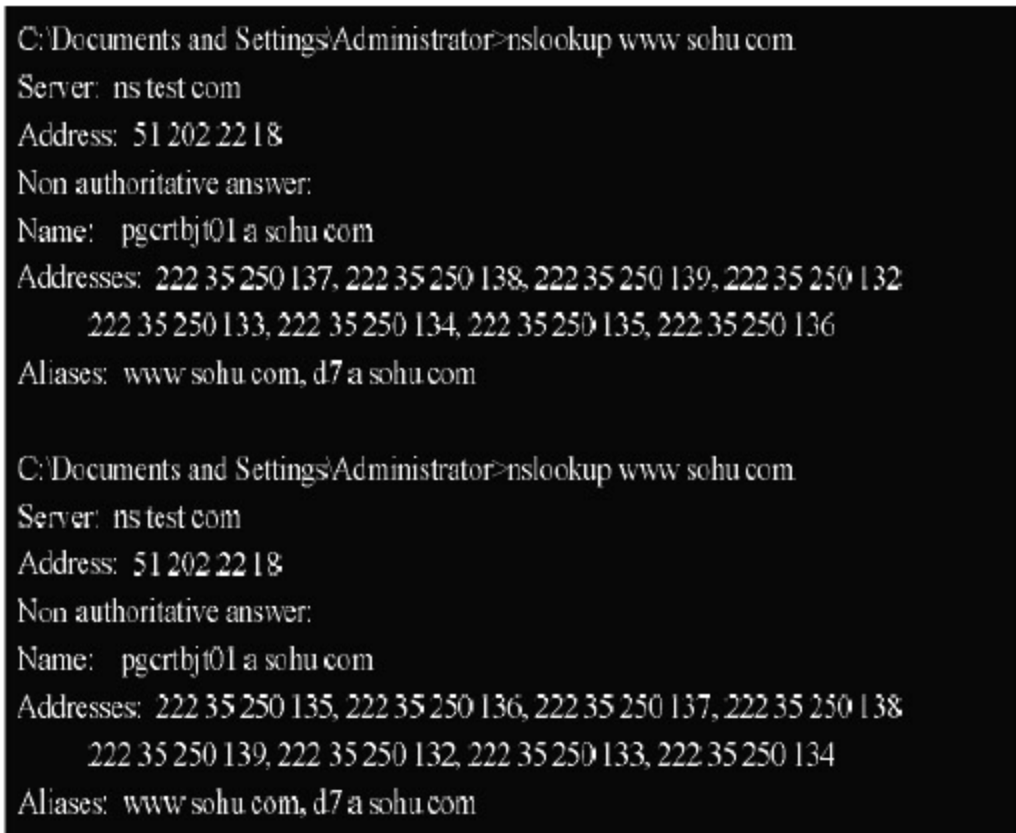 C:\Documents and Settings\Administrator>nslookup www sohu com
Server: ns test com
Address: 51 202 22 18
Non authoritative answer:
Name: pgcrtbjt01 a sohu com
Addresses: 222 35 250 137, 222 35 250 138, 222 35 250 139, 222 35 250 132
222 35 250 133, 222 35 250 134, 222 35 250 135, 222 35 250 136
Aliases: www sohu com, d7 a sohu com
C:\Documents and Settings\Administrator>nslookup www sohu com
Server: ns test com
Address: 51 202 22 18
Non authoritative answer:
Name: pgcrtbjt01 a sohu com
Addresses: 222 35 250 135, 222 35 250 136, 222 35 250 137, 222 35 250 138
222 35 250 139, 222 35 250 132, 222 35 250 133, 222 35 250 134
Aliases: www sohu com, d7 a sohu com